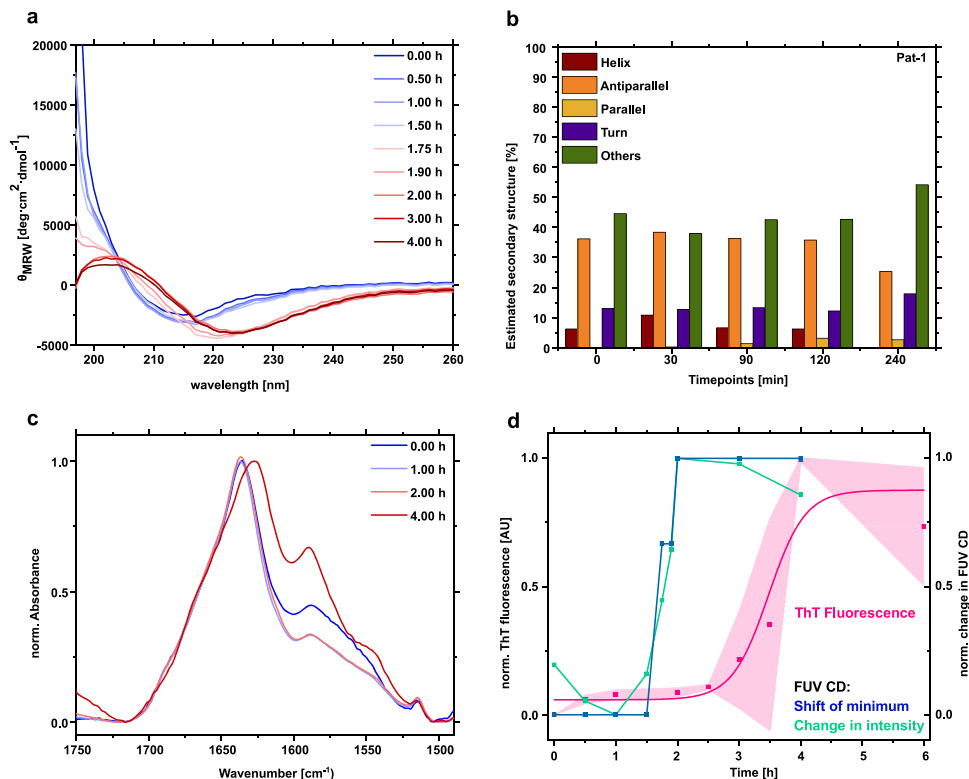 a
20000
15000
10000
5000
0
-5000
θMRW [deg·cm²·dmol⁻¹]
0.00 h
0.50 h
1.00 h
1.50 h
1.75 h
1.90 h
2.00 h
3.00 h
4.00 h
200 210 220 230 240 250 260
wavelength [nm]
b
100
90
80
70
60
50
40
30
20
10
0
Estimated secondary structure [%]
Helix
Antiparallel
Parallel
Turn
Others
Pat-1
0 30 90 120 240
Timepoints [min]
c
1.0
0.5
0.0
norm. Absorbance
0.00 h
1.00 h
2.00 h
4.00 h
1750 1700 1650 1600 1550 1500
Wavenumber [cm⁻¹]
d
1.0
0.5
0.0
norm. ThT fluorescence [AU]
ThT Fluorescence
FUV CD:
Shift of minimum
Change in intensity
1.0
0.5
0.0
norm. change in FUV CD
0 1 2 3 4 5 6
Time [h]